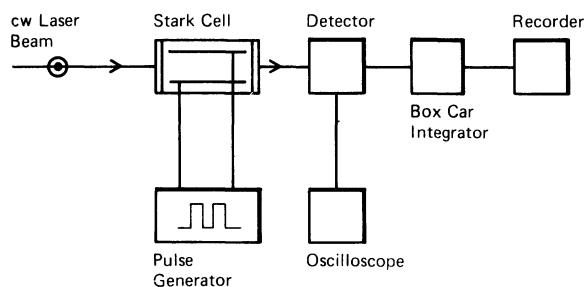 cw Laser
Beam
Stark Cell
Detector
Recorder
Box Car
Integrator
Pulse
Generator
Oscilloscope